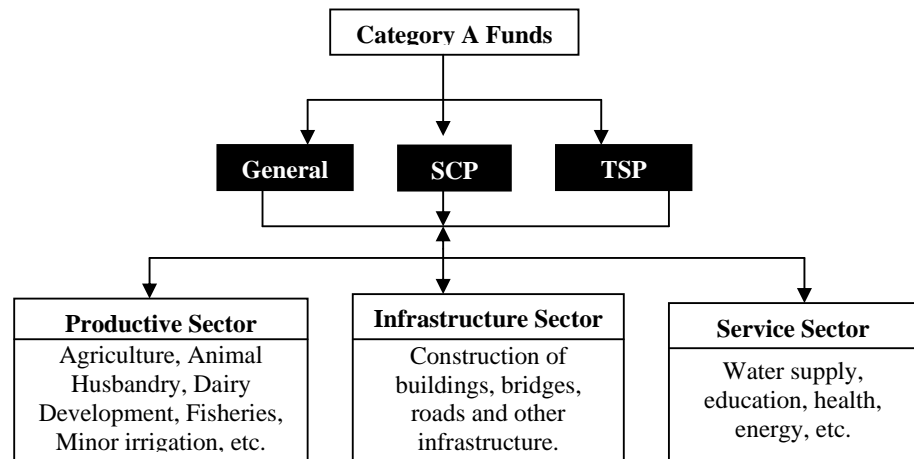 Category A Funds
General
SCP
TSP
Productive Sector
Agriculture, Animal
Husbandry, Dairy
Development, Fisheries,
Minor irrigation, etc.
Infrastructure Sector
Construction of
buildings, bridges,
roads and other
infrastructure.
Service Sector
Water supply,
education, health,
energy, etc.